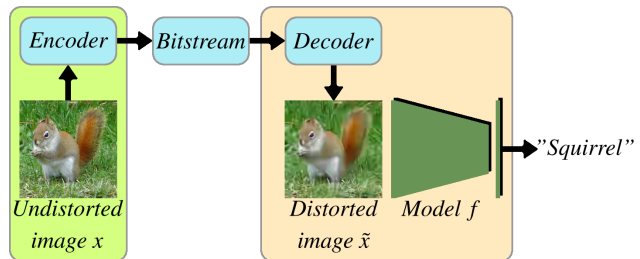 Encoder
Bitstream
Decoder
Undistorted
image x
Distorted
image x̃
Model f
”Squirrel”